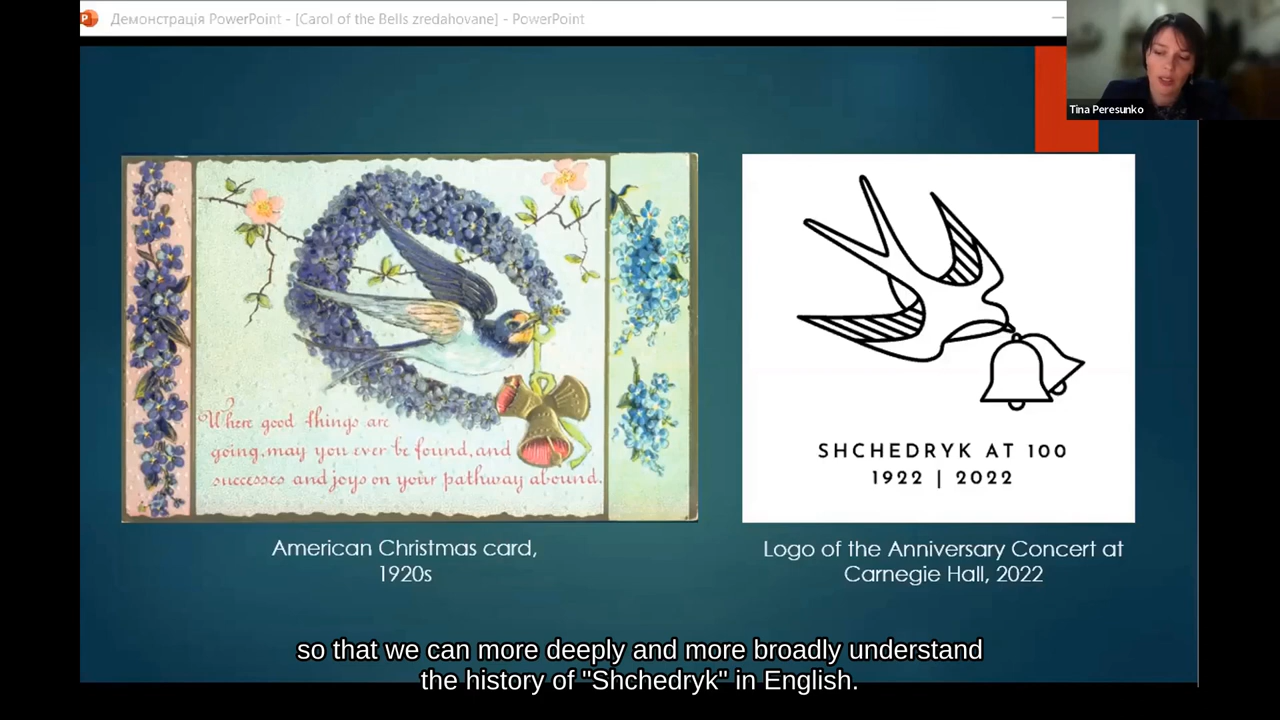 Демонстрація PowerPoint - [Carol of the Bells zredahovane] - PowerPoint
Tina Peresunko
Where good things are
going, may you ever be found, and
successes and joys on your pathway abound.
SHCHEDRYK AT 100
1922 | 2022
American Christmas card,
1920s
Logo of the Anniversary Concert at
Carnegie Hall, 2022
so that we can more deeply and more broadly understand
the history of "Shchedryk" in English.